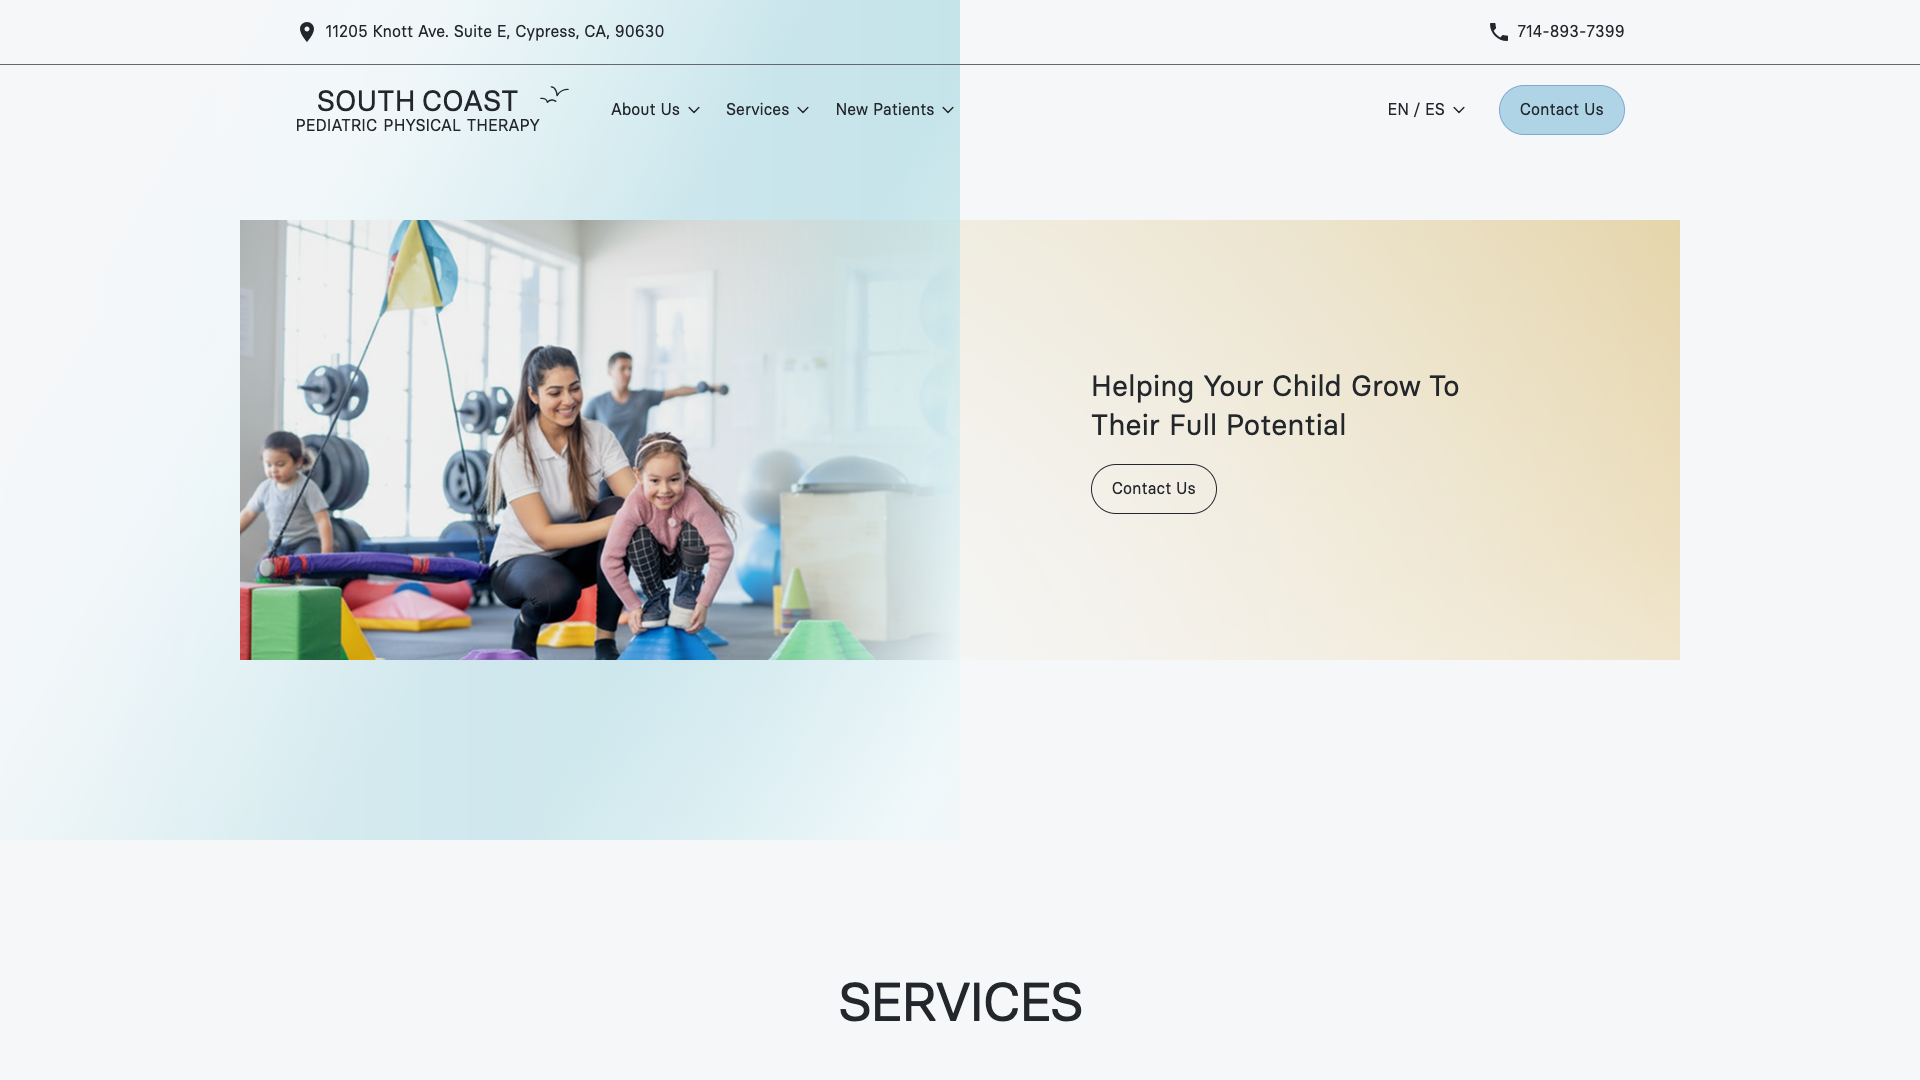 11205 Knott Ave. Suite E, Cypress, CA, 90630
714-893-7399
SOUTH COAST
PEDIATRIC PHYSICAL THERAPY
About Us
Services
New Patients
EN / ES
Contact Us
Helping Your Child Grow To
Their Full Potential
Contact Us
SERVICES